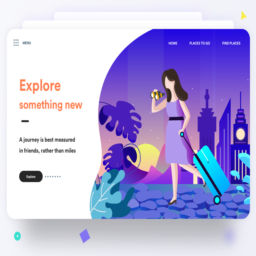 MENU
HOME
PLACES TO GO
FIND PLACES
Explore
something new
A journey is best measured
in friends, rather than miles
Explore